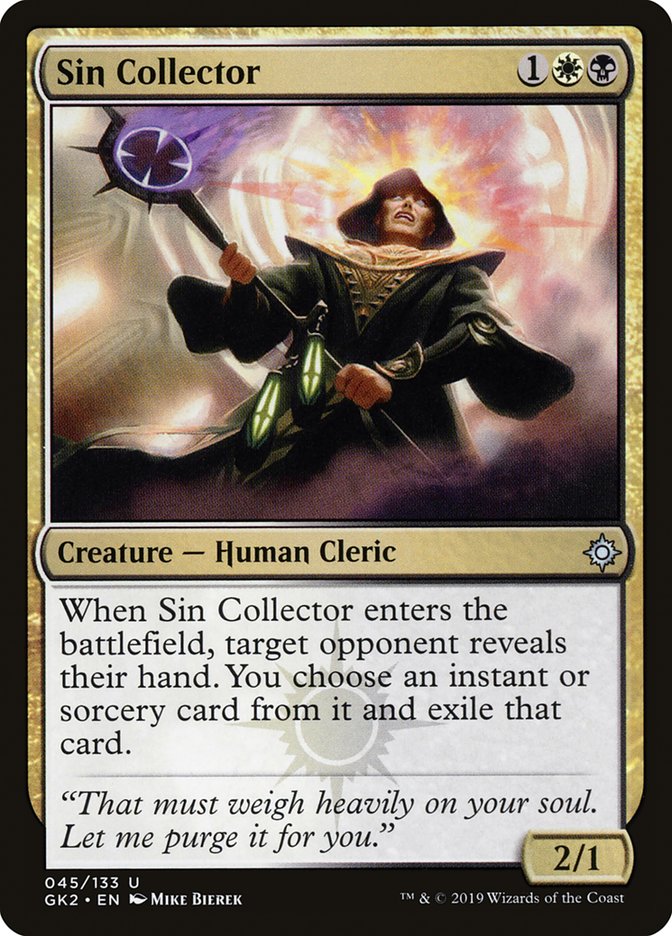 Sin Collector
1
Creature — Human Cleric
When Sin Collector enters the
battlefield, target opponent reveals
their hand. You choose an instant or
sorcery card from it and exile that
card.
“That must weigh heavily on your soul.
Let me purge it for you.”
2/1
045/133 U
GK2 • EN Mike Bierek
™ & © 2019 Wizards of the Coast